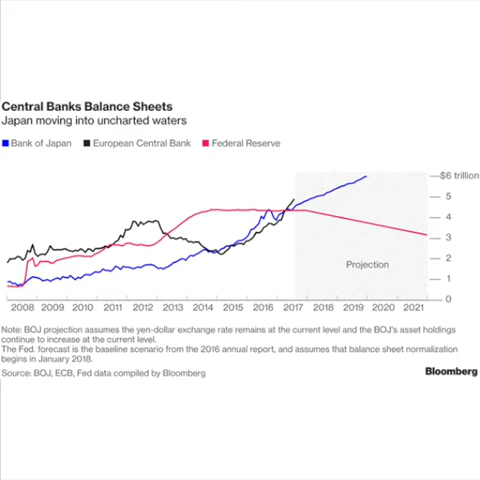 Central Banks Balance Sheets
Japan moving into uncharted waters
Bank of Japan European Central Bank Federal Reserve
$6 trillion
5
4
3
2
1
0
Projection
2008 2009 2010 2011 2012 2013 2014 2015 2016 2017 2018 2019 2020 2021
Note: BOJ projection assumes the yen-dollar exchange rate remains at the current level and the BOJ's asset holdings
continue to increase at the current level.
The Fed. forecast is the baseline scenario from the 2016 annual report, and assumes that balance sheet normalization
begins in January 2018.
Source: BOJ, ECB, Fed data compiled by Bloomberg
Bloomberg